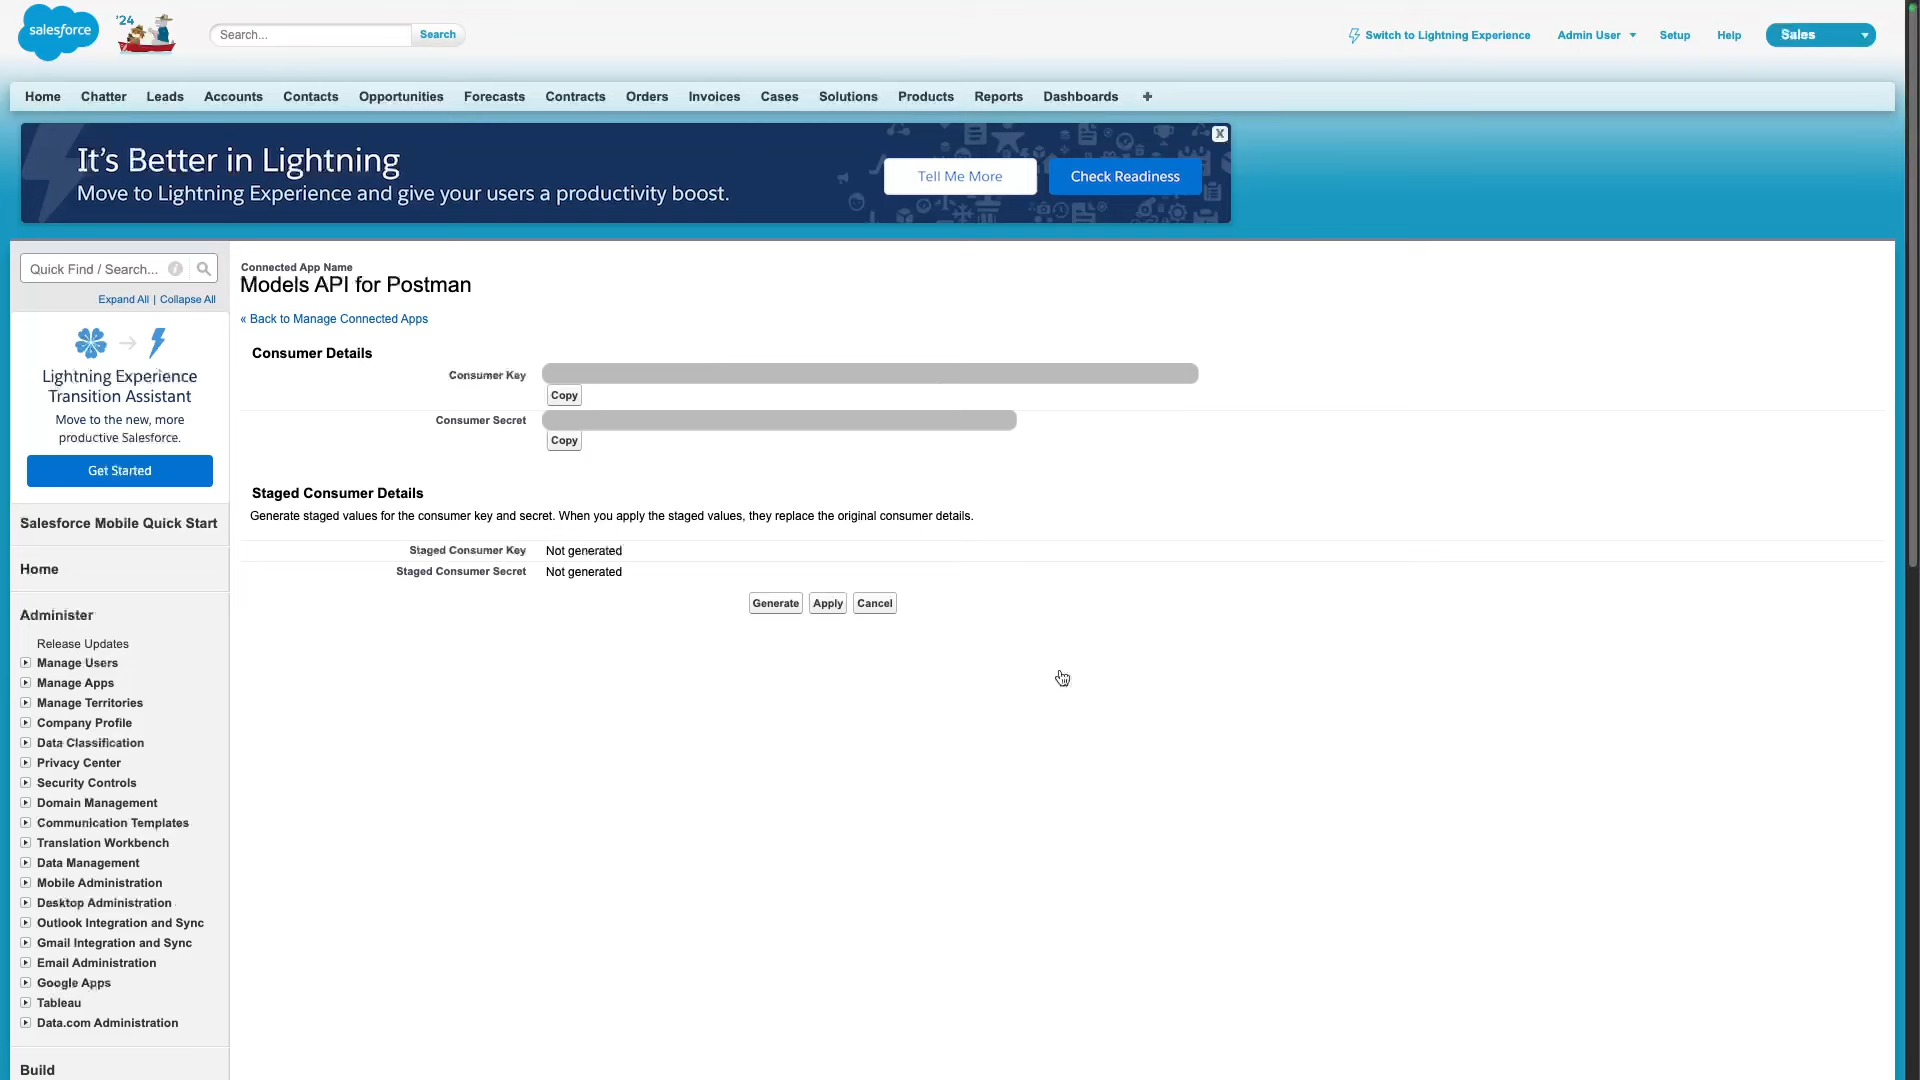 salesforce
'24
Search...
Search
Switch to Lightning Experience
Admin User
Setup
Help
Sales
Home
Chatter
Leads
Accounts
Contacts
Opportunities
Forecasts
Contracts
Orders
Invoices
Cases
Solutions
Products
Reports
Dashboards
+
It's Better in Lightning
Move to Lightning Experience and give your users a productivity boost.
Tell Me More
Check Readiness
X
Quick Find / Search...
Expand All | Collapse All
Lightning Experience
Transition Assistant
Move to the new, more
productive Salesforce.
Get Started
Salesforce Mobile Quick Start
Home
Administer
Release Updates
Manage Users
Manage Apps
Manage Territories
Company Profile
Data Classification
Privacy Center
Security Controls
Domain Management
Communication Templates
Translation Workbench
Data Management
Mobile Administration
Desktop Administration
Outlook Integration and Sync
Gmail Integration and Sync
Email Administration
Google Apps
Tableau
Data.com Administration
Build
Connected App Name
Models API for Postman
« Back to Manage Connected Apps
Consumer Details
Consumer Key
Copy
Consumer Secret
Copy
Staged Consumer Details
Generate staged values for the consumer key and secret. When you apply the staged values, they replace the original consumer details.
Staged Consumer Key Not generated
Staged Consumer Secret Not generated
Generate
Apply
Cancel